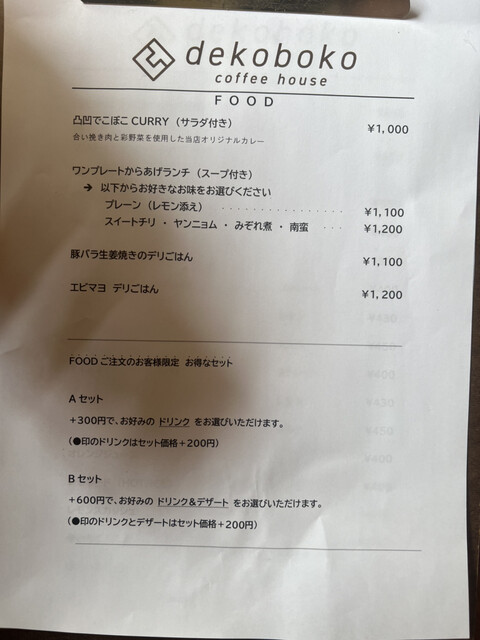 dekoboko
coffee house
FOOD
凸凹でこぼこ CURRY（サラダ付き） ¥1,000
合い挽き肉と彩野菜を使用した当店オリジナルカレー
ワンプレートからあげランチ（スープ付き）
➔ 以下からお好きなお味をお選びください
プレーン（レモン添え） ················ ¥1,100
スイートチリ ・ ヤンニョム ・ みぞれ煮 ・ 南蛮 ··· ¥1,200
豚バラ生姜焼きのデリごはん ¥1,100
エビマヨ デリごはん ¥1,200
FOODご注文のお客様限定 お得なセット
Aセット
+300円で、お好みの ドリンク をお選びいただけます。
（●印のドリンクはセット価格+200円）
Bセット
+600円で、お好みの ドリンク＆デザート をお選びいただけます。
（●印のドリンクとデザートはセット価格+200円）